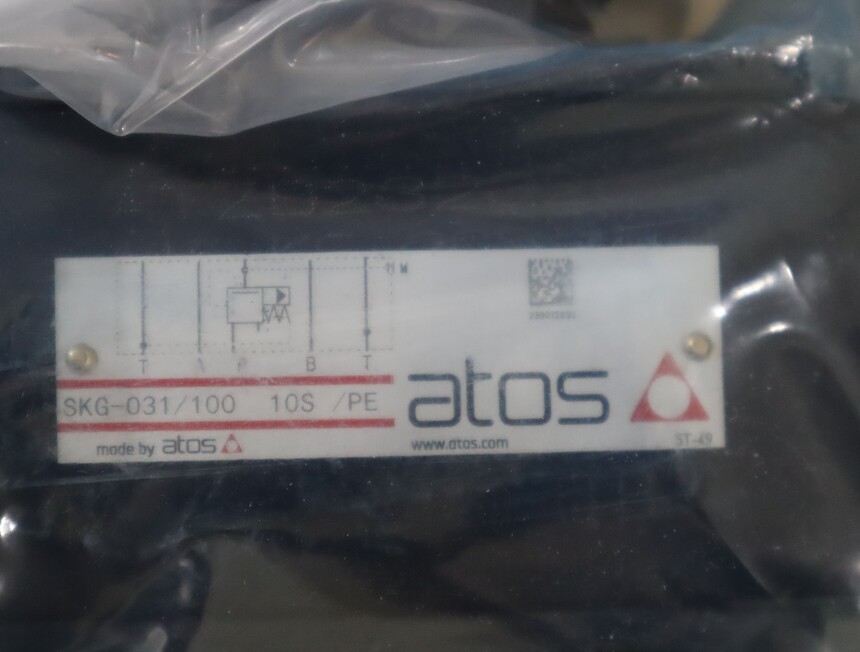 T A P B T
SKG-031/100 10S /PE
made by atos
atos
www.atos.com
ST-49